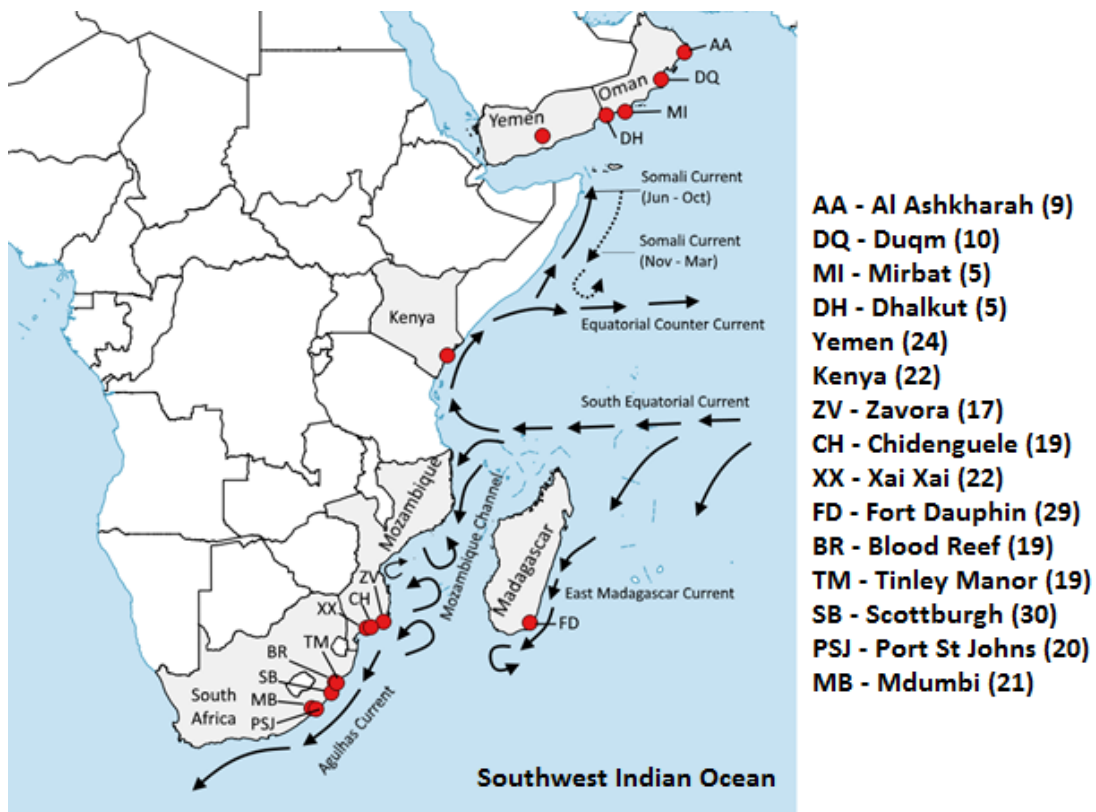 AA
DQ
Oman
MI
Yemen
DH
Somali Current
(Jun - Oct)
Somali Current
(Nov - Mar)
Kenya
Equatorial Counter Current
South Equatorial Current
Mozambique
Mozambique Channel
Madagascar
ZV
CH
XX
East Madagascar Current
FD
TM
BR
SB
South
Africa
MB
PSJ
Agulhas Current
Southwest Indian Ocean
AA - Al Ashkharah (9)
DQ - Duqm (10)
MI - Mirbat (5)
DH - Dhalkut (5)
Yemen (24)
Kenya (22)
ZV - Zavora (17)
CH - Chidenguele (19)
XX - Xai Xai (22)
FD - Fort Dauphin (29)
BR - Blood Reef (19)
TM - Tinley Manor (19)
SB - Scottburgh (30)
PSJ - Port St Johns (20)
MB - Mdumbi (21)